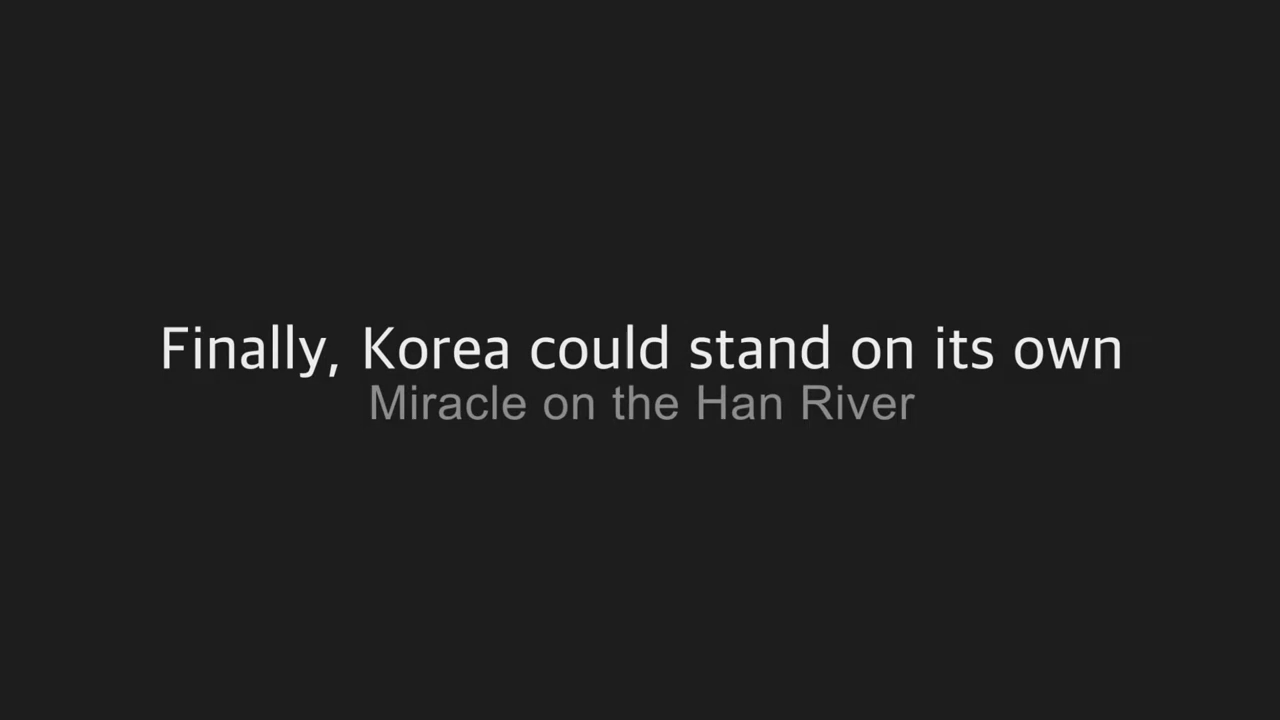 Finally, Korea could stand on its own
Miracle on the Han River